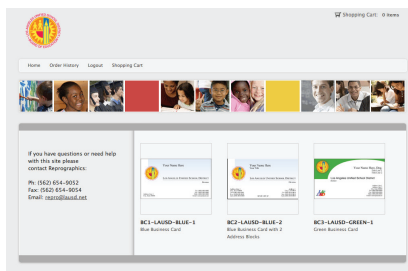 Shopping Cart: 0 items
Home Order History Logout Shopping Cart
If you have questions or need help
with this site please
contact Reprographics:
Ph: (562) 654-9052
Fax: (562) 654-9054
Email: repro@lausd.net
Your Name Here
Your Name Here
Your Name Here
Los Angeles Unified School District
BC1-LAUSD-BLUE-1
Blue Business Card
BC2-LAUSD-BLUE-2
Blue Business Card with 2
Address Blocks
BC3-LAUSD-GREEN-1
Green Business Card